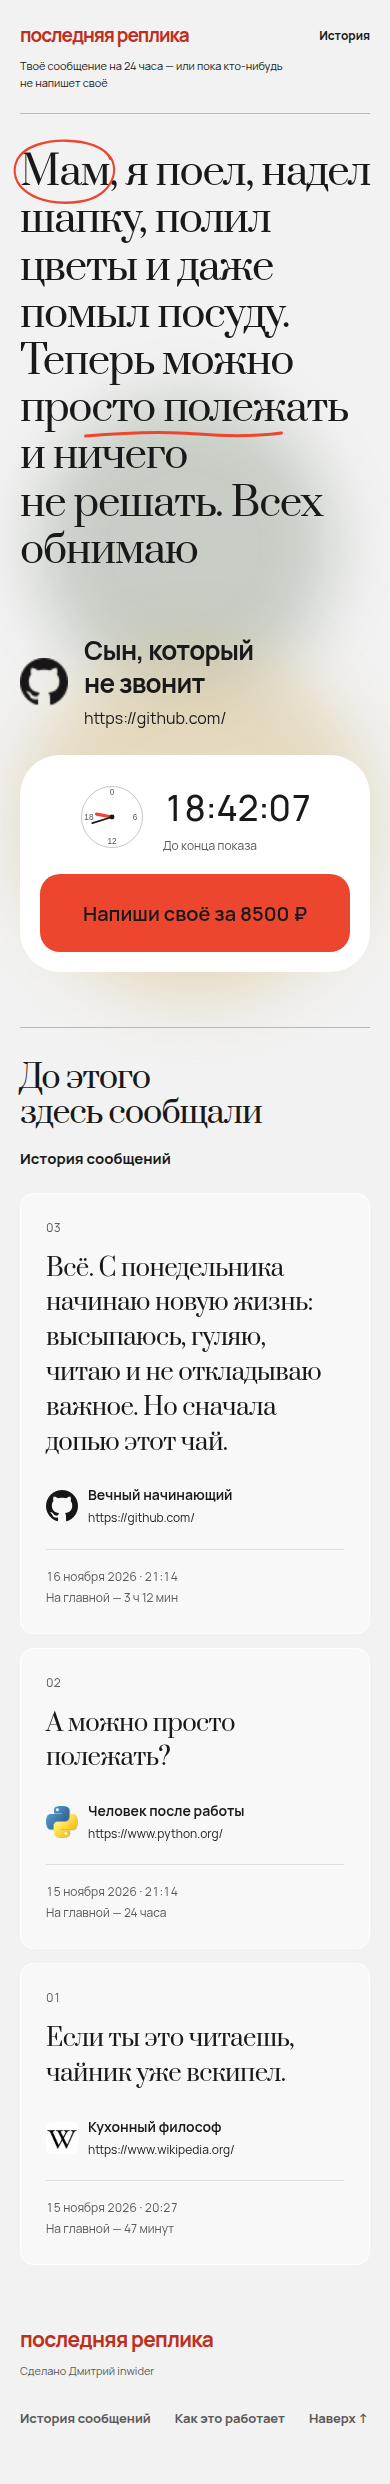 последняя реплика
История
Твоё сообщение на 24 часа — или пока кто-нибудь
не напишет своё
Мам, я поел, надел
шапку, полил
цветы и даже
помыл посуду.
Теперь можно
просто полежать
и ничего
не решать. Всех
обнимаю
Сын, который
не звонит
https://github.com/
0
6
12
18
18:42:07
До конца показа
Напиши своё за 8500 ₽
До этого
здесь сообщали
История сообщений
03
Всё. С понедельника
начинаю новую жизнь:
высыпаюсь, гуляю,
читаю и не откладываю
важное. Но сначала
допью этот чай.
Вечный начинающий
https://github.com/
16 ноября 2026 · 21:14
На главной — 3 ч 12 мин
02
А можно просто
полежать?
Человек после работы
https://www.python.org/
15 ноября 2026 · 21:14
На главной — 24 часа
01
Если ты это читаешь,
чайник уже вскипел.
W
Кухонный философ
https://www.wikipedia.org/
15 ноября 2026 · 20:27
На главной — 47 минут
последняя реплика
Сделано Дмитрий inwider
История сообщений
Как это работает
Наверх ↑